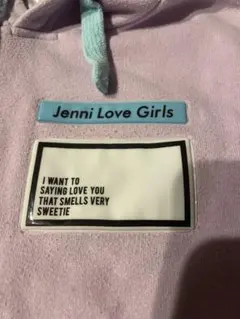 Jenni Love Girls
I WANT TO
SAYING LOVE YOU
THAT SMELLS VERY
SWEETIE